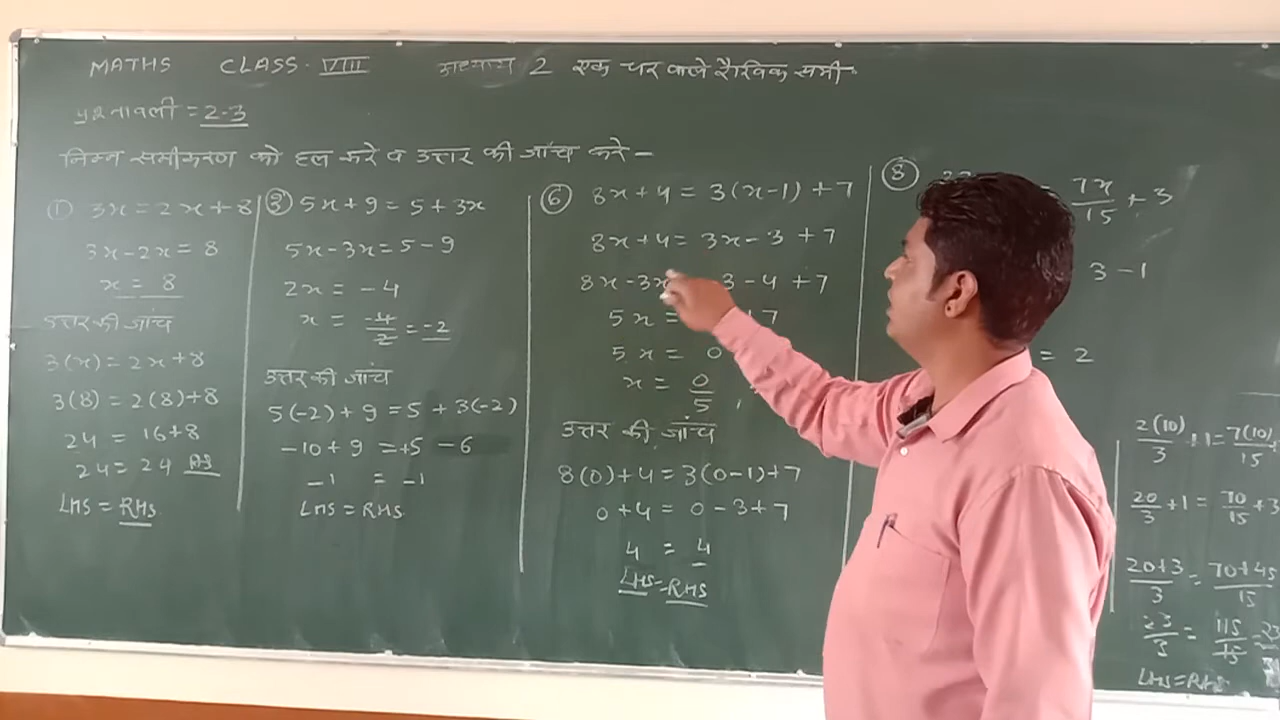 MATHS CLASS-VIII अध्याय 2 एक चर वाले रैखिक समी.
प्रश्नावली = 2-3
निम्न समीकरण को हल करे व उत्तर की जांच करे -
① 3x = 2x + 8
3x - 2x = 8
x = 8
उत्तर की जांच
3(x) = 2x + 8
3(8) = 2(8) + 8
24 = 16 + 8
24 = 24
LHS = RHS
5x + 9 = 5 + 3x
5x - 3x = 5 - 9
2x = -4
x = -4/2 = -2
उत्तर की जांच
5(-2) + 9 = 5 + 3(-2)
-10 + 9 = +5 - 6
-1 = -1
LHS = RHS
⑥ 8x + 4 = 3(x-1) + 7
8x + 4 = 3x - 3 + 7
8x - 3x 3 - 4 + 7
5x = 7
5x = 0
x = 0/5
उत्तर की जांच
8(0) + 4 = 3(0-1) + 7
0 + 4 = 0 - 3 + 7
4 = 4
LHS = RHS
⑧ = 7x/15 + 3
3 - 1
= 2
2(10)/3 + 1 = 7(10)/15
20/3 + 1 = 70/15 + 3
20+3/3 = 70+45/15
23/3 = 115/15 = 23
LHS = RHS